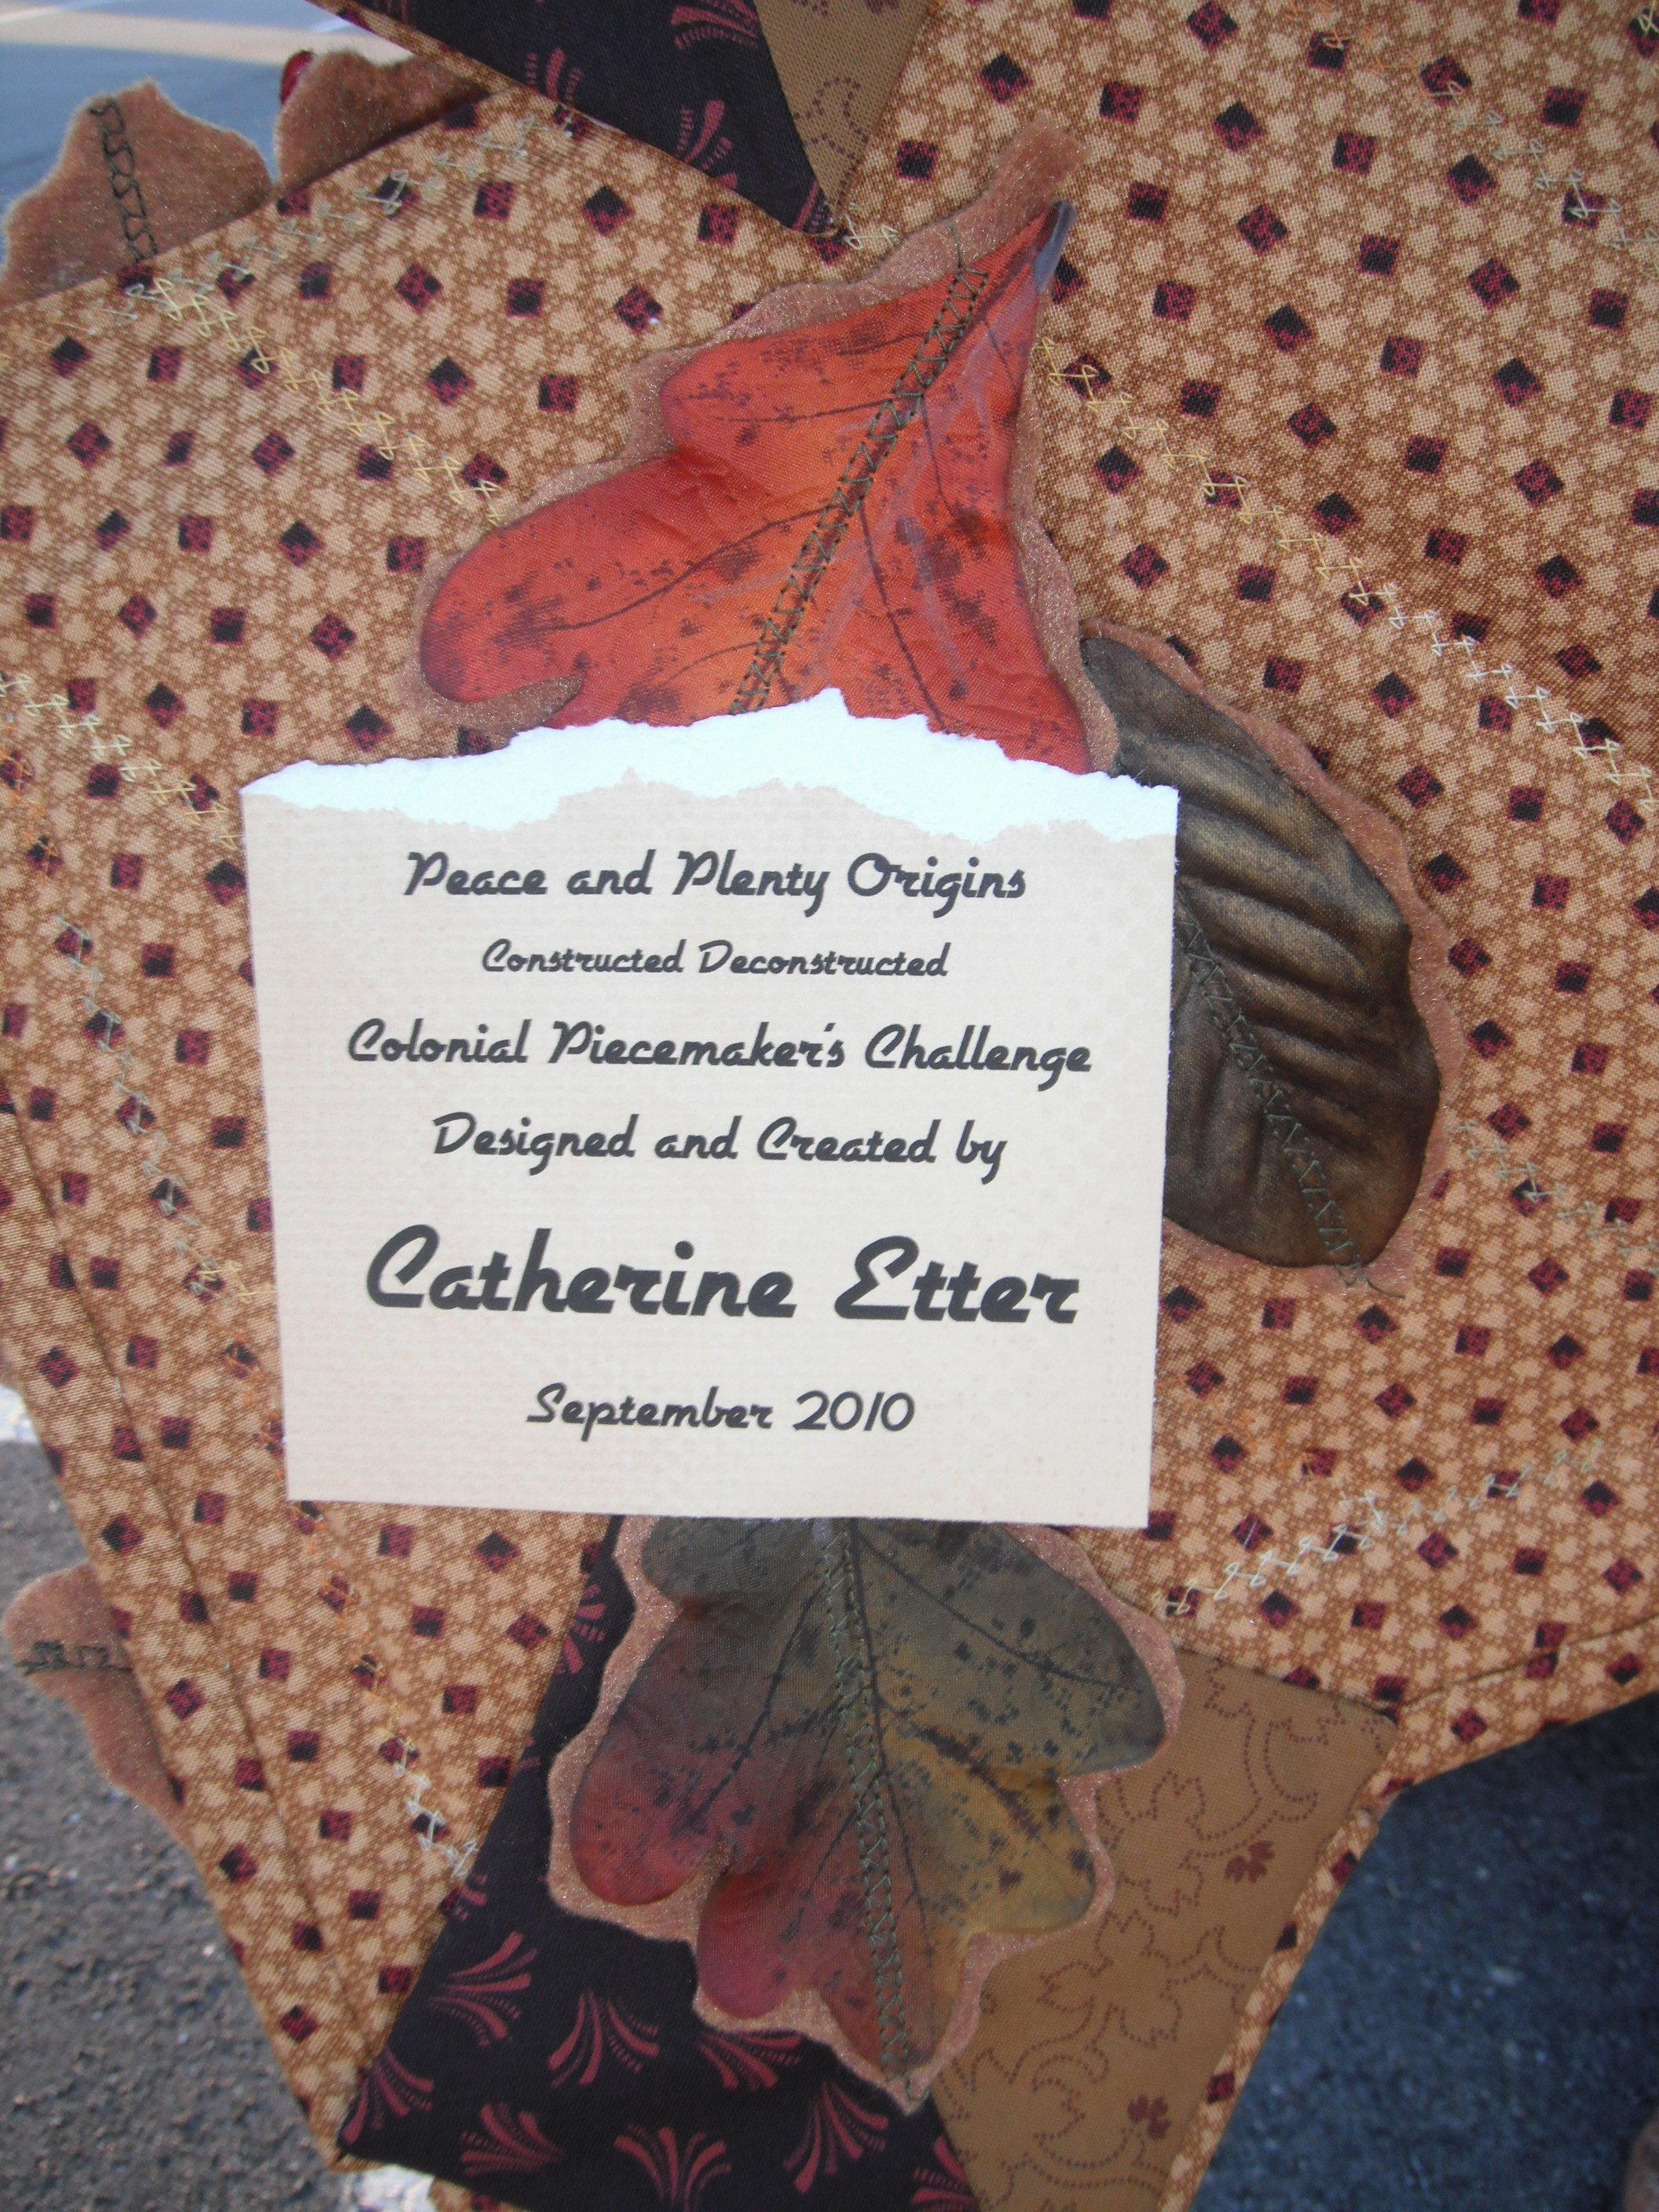 Peace and Plenty Origins
Constructed Deconstructed
Colonial Piecemaker's Challenge
Designed and Created by
Catherine Etter
September 2010